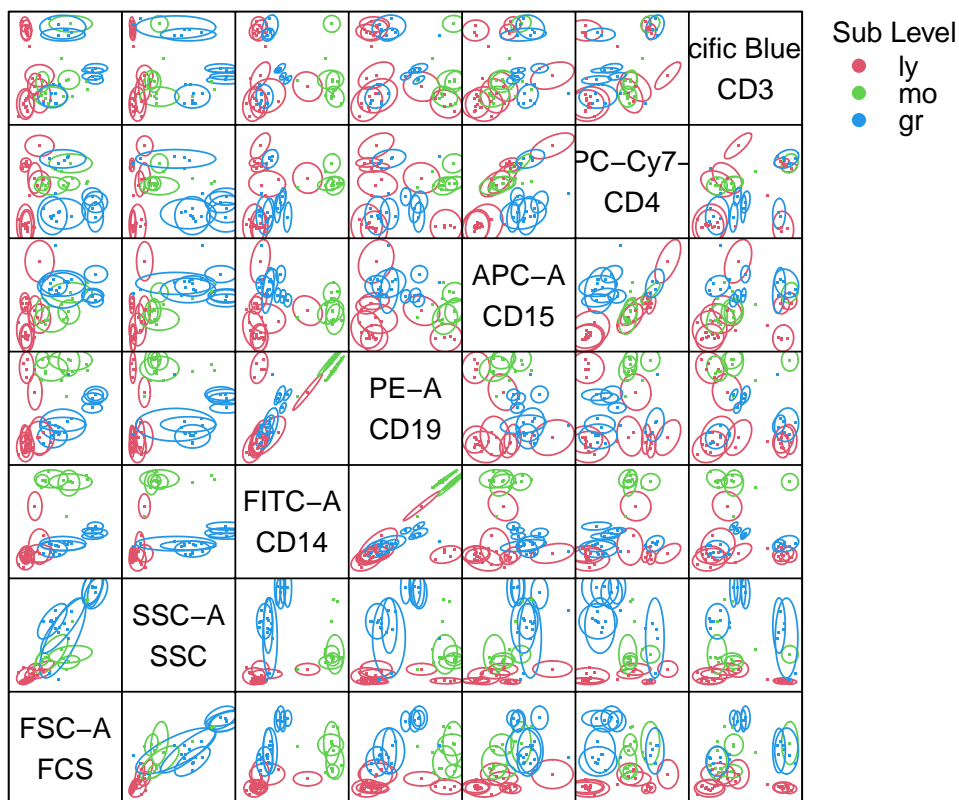 cific Blue
CD3
Sub Level
ly
mo
gr
PC−Cy7−
CD4
APC−A
CD15
PE−A
CD19
FITC−A
CD14
SSC−A
SSC
FSC−A
FCS